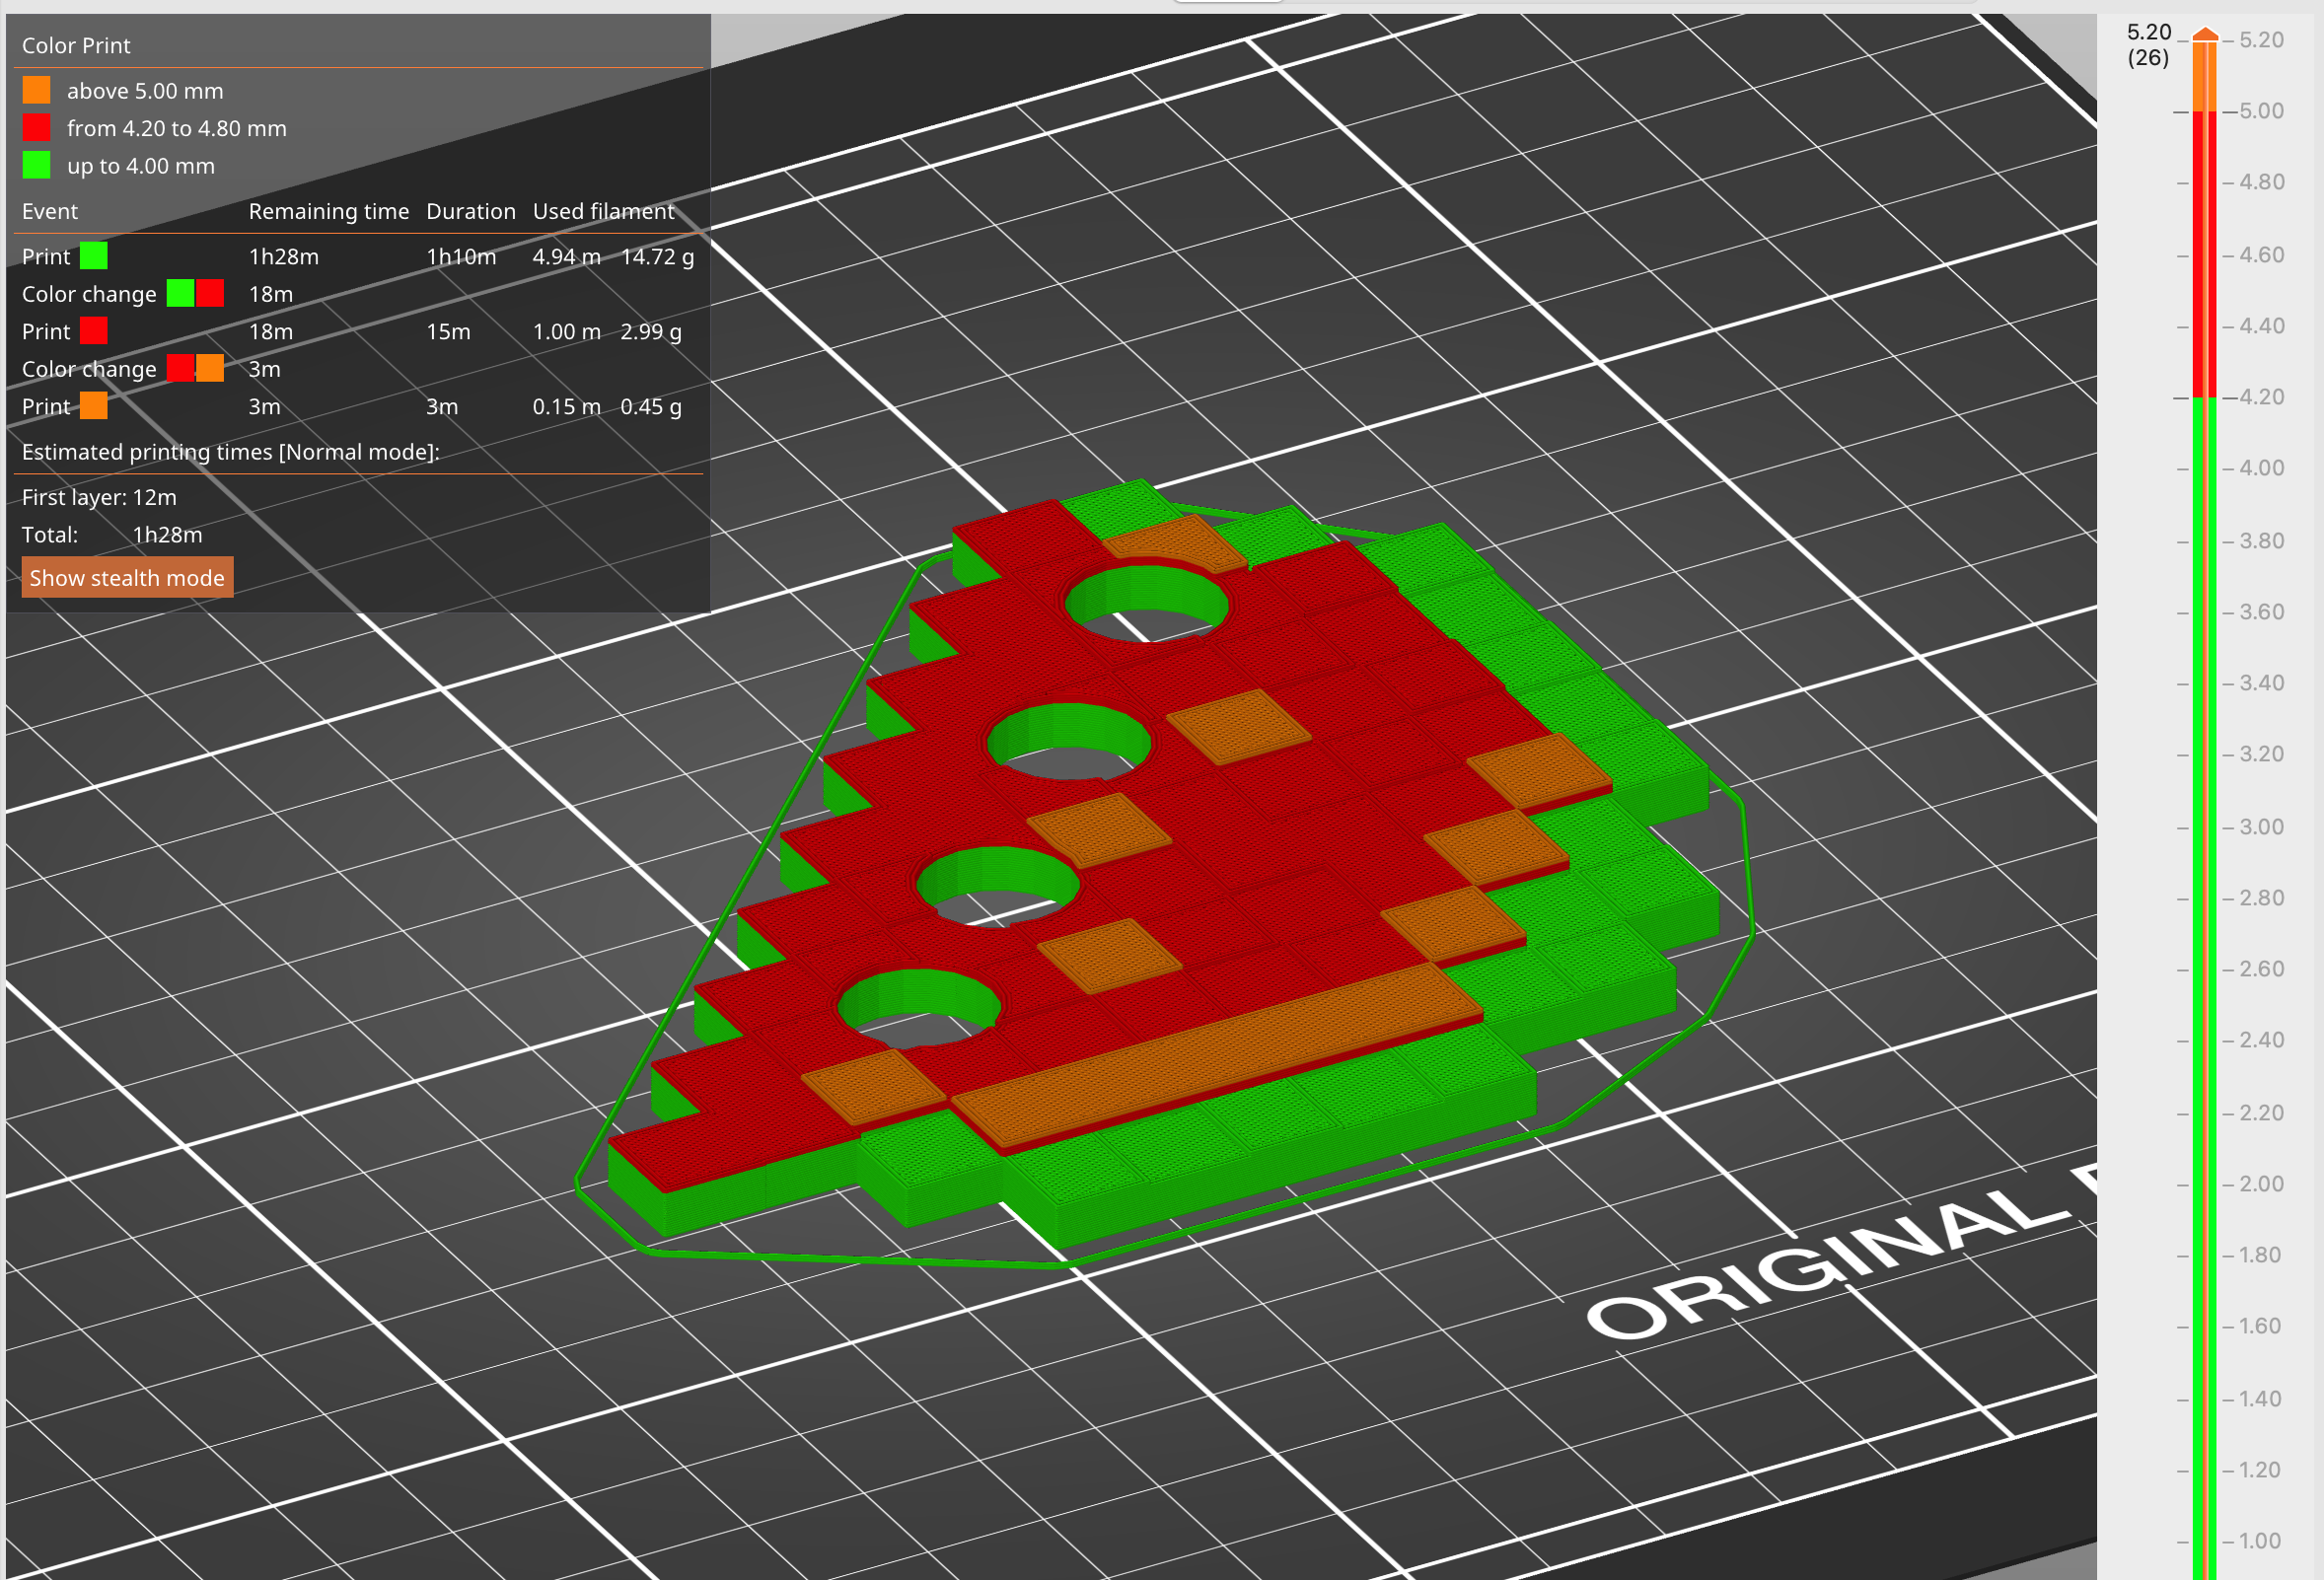 Color Print
above 5.00 mm
from 4.20 to 4.80 mm
up to 4.00 mm
Event Remaining time Duration Used filament
Print 1h28m 1h10m 4.94 m 14.72 g
Color change 18m
Print 18m 15m 1.00 m 2.99 g
Color change 3m
Print 3m 3m 0.15 m 0.45 g
Estimated printing times [Normal mode]:
First layer: 12m
Total: 1h28m
Show stealth mode
ORIGINAL
5.20
(26)
5.20
5.00
4.80
4.60
4.40
4.20
4.00
3.80
3.60
3.40
3.20
3.00
2.80
2.60
2.40
2.20
2.00
1.80
1.60
1.40
1.20
1.00